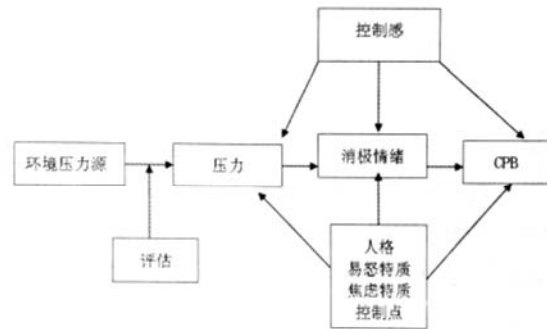 控制感
环境压力源
压力
消极情绪
CPB
评估
人格
易怒特质
焦虑特质
控制点